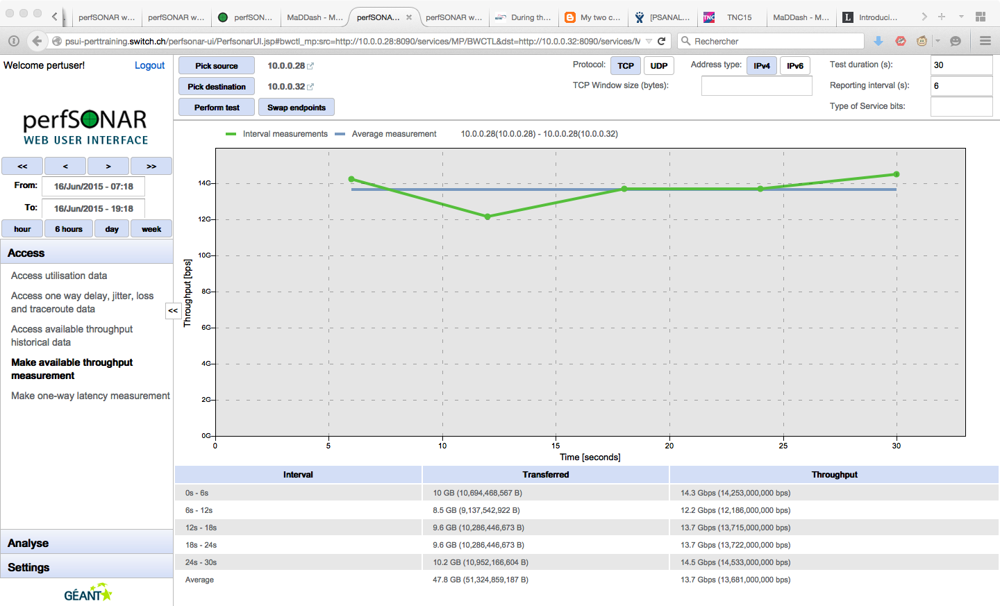 perfSONAR w...
perfSONAR w...
perfSON...
MaDDash - M...
perfSONA...
perfSONAR w...
During th...
My two c...
[PSANAL...
TNC
TNC15
MaDDash - M...
L
Introduci...
psui-perttraining.switch.ch/perfsonar-ui/PerfsonarUI.jsp#bwctl_mp:src=http://10.0.0.28:8090/services/MP/BWCTL&dst=http://10.0.0.32:8090/services/M
Rechercher
Welcome pertuser!
Logout
perfSONAR
WEB USER INTERFACE
<<
<
>
>>
From:
16/Jun/2015 - 07:18
To:
16/Jun/2015 - 19:18
hour
6 hours
day
week
Access
Access utilisation data
Access one way delay, jitter, loss
and traceroute data
Access available throughput
historical data
Make available throughput
measurement
Make one-way latency measurement
Analyse
Settings
GÉANT
<<
Pick source
10.0.0.28
Pick destination
10.0.0.32
Perform test
Swap endpoints
Protocol:
TCP
UDP
Address type:
IPv4
IPv6
TCP Window size (bytes):
Test duration (s):
30
Reporting interval (s):
6
Type of Service bits:
Interval measurements
Average measurement
10.0.0.28(10.0.0.28) - 10.0.0.28(10.0.0.32)
Throughput [bps]
14G
12G
10G
8G
6G
4G
2G
0G
0
5
10
15
20
25
30
Time [seconds]
Interval Transferred Throughput
0s - 6s 10 GB (10,694,468,567 B) 14.3 Gbps (14,253,000,000 bps)
6s - 12s 8.5 GB (9,137,542,922 B) 12.2 Gbps (12,186,000,000 bps)
12s - 18s 9.6 GB (10,286,446,673 B) 13.7 Gbps (13,715,000,000 bps)
18s - 24s 9.6 GB (10,286,446,673 B) 13.7 Gbps (13,722,000,000 bps)
24s - 30s 10.2 GB (10,952,166,604 B) 14.5 Gbps (14,533,000,000 bps)
Average 47.8 GB (51,324,859,187 B) 13.7 Gbps (13,681,000,000 bps)